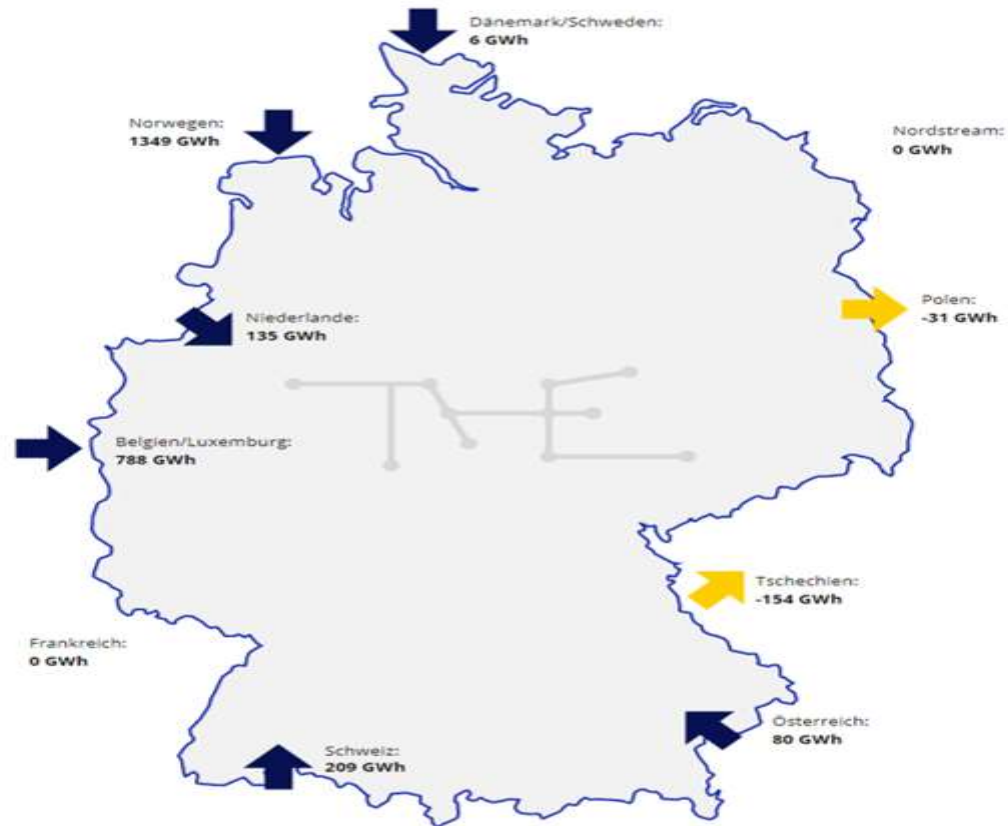 Dänemark/Schweden:
6 GWh
Norwegen:
1349 GWh
Nordstream:
0 GWh
Polen:
-31 GWh
Niederlande:
135 GWh
THE
Belgien/Luxemburg:
788 GWh
Tschechien:
-154 GWh
Frankreich:
0 GWh
Österreich:
80 GWh
Schweiz:
209 GWh